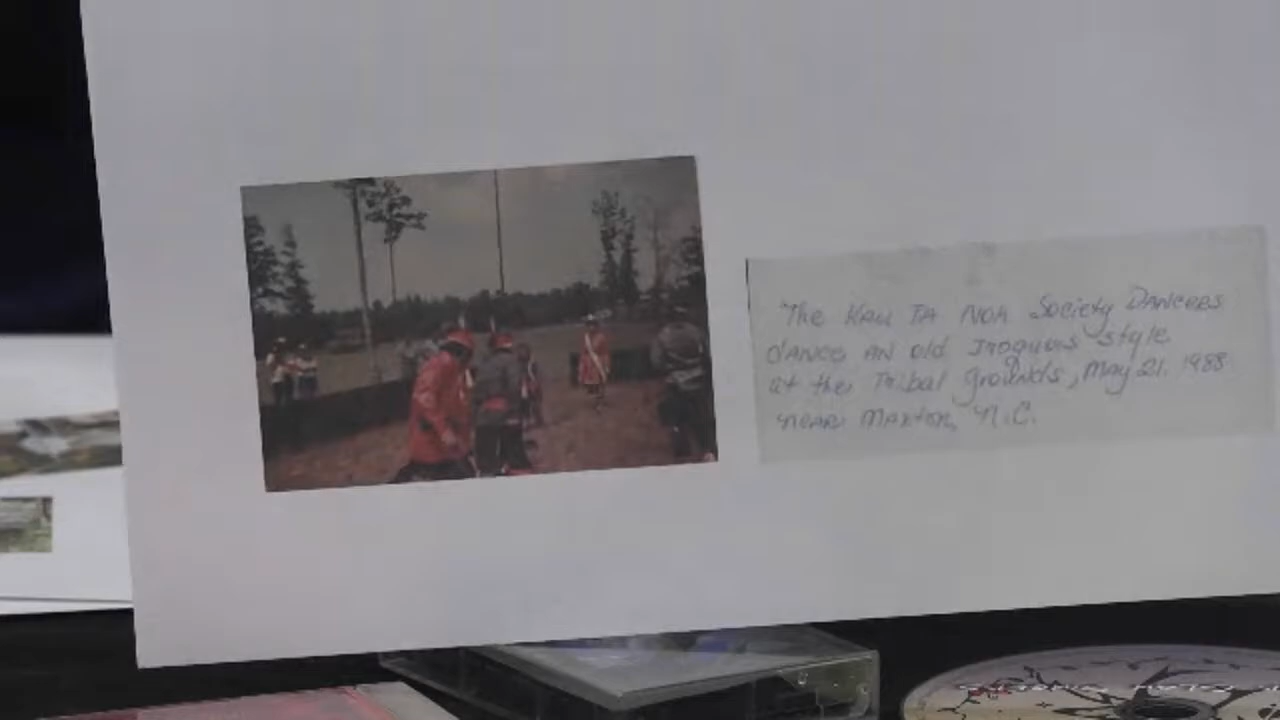 "The Kau TA NOA Society DANCERS
dANCE AN old Iroquois style
at the Tribal Grounds, May 21, 1988
near Maxton, N.C.